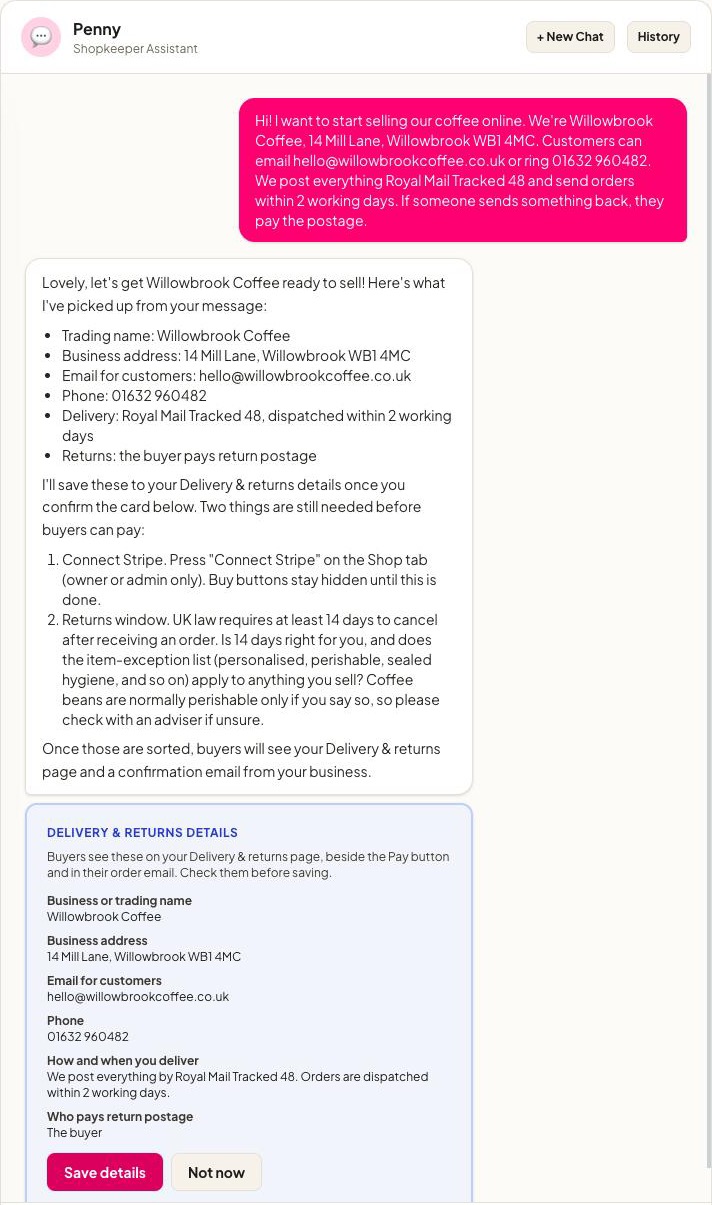 Penny
Shopkeeper Assistant
+ New Chat
History
Hi! I want to start selling our coffee online. We're Willowbrook
Coffee, 14 Mill Lane, Willowbrook WB1 4MC. Customers can
email hello@willowbrookcoffee.co.uk or ring 01632 960482.
We post everything Royal Mail Tracked 48 and send orders
within 2 working days. If someone sends something back, they
pay the postage.
Lovely, let's get Willowbrook Coffee ready to sell! Here's what
I've picked up from your message:
• Trading name: Willowbrook Coffee
• Business address: 14 Mill Lane, Willowbrook WB1 4MC
• Email for customers: hello@willowbrookcoffee.co.uk
• Phone: 01632 960482
• Delivery: Royal Mail Tracked 48, dispatched within 2 working
days
• Returns: the buyer pays return postage
I'll save these to your Delivery & returns details once you
confirm the card below. Two things are still needed before
buyers can pay:
1. Connect Stripe. Press "Connect Stripe" on the Shop tab
(owner or admin only). Buy buttons stay hidden until this is
done.
2. Returns window. UK law requires at least 14 days to cancel
after receiving an order. Is 14 days right for you, and does
the item-exception list (personalised, perishable, sealed
hygiene, and so on) apply to anything you sell? Coffee
beans are normally perishable only if you say so, so please
check with an adviser if unsure.
Once those are sorted, buyers will see your Delivery & returns
page and a confirmation email from your business.
DELIVERY & RETURNS DETAILS
Buyers see these on your Delivery & returns page, beside the Pay button
and in their order email. Check them before saving.
Business or trading name
Willowbrook Coffee
Business address
14 Mill Lane, Willowbrook WB1 4MC
Email for customers
hello@willowbrookcoffee.co.uk
Phone
01632 960482
How and when you deliver
We post everything by Royal Mail Tracked 48. Orders are dispatched
within 2 working days.
Who pays return postage
The buyer
Save details
Not now